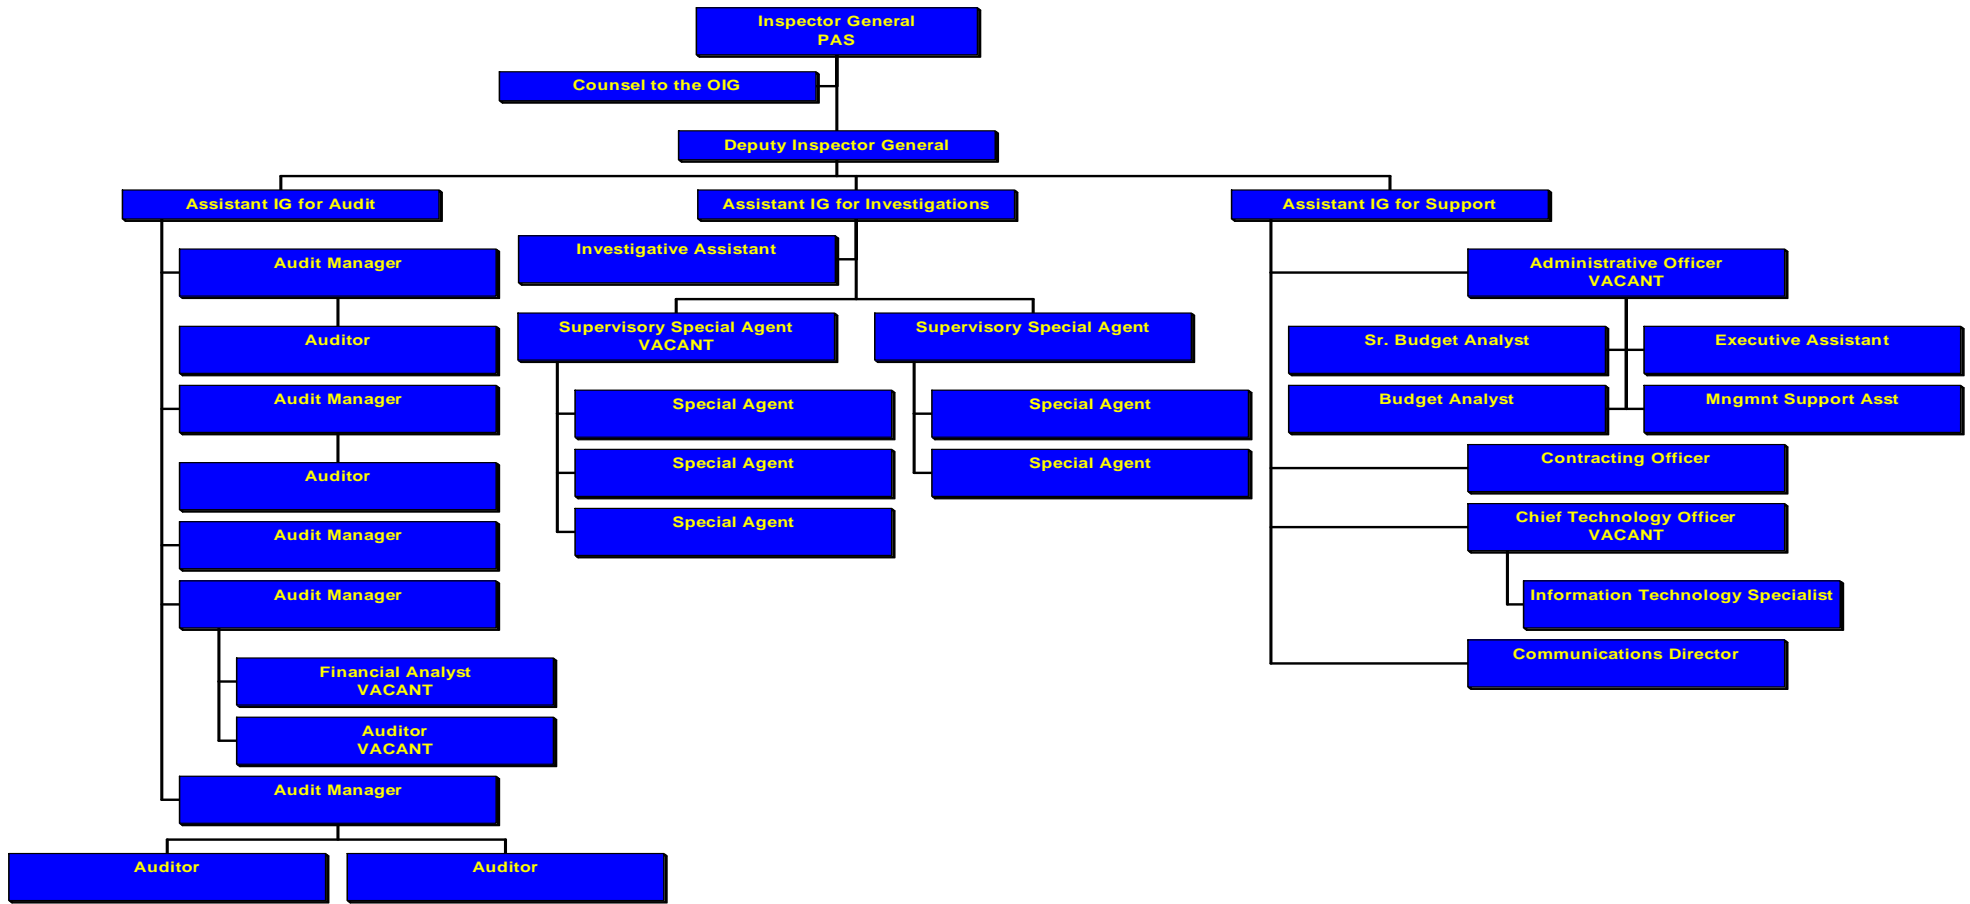 Inspector General
PAS
Counsel to the OIG
Deputy Inspector General
Assistant IG for Audit
Audit Manager
Auditor
Audit Manager
Auditor
Audit Manager
Audit Manager
Financial Analyst
VACANT
Auditor
VACANT
Audit Manager
Auditor
Auditor
Assistant IG for Investigations
Investigative Assistant
Supervisory Special Agent
VACANT
Special Agent
Special Agent
Special Agent
Supervisory Special Agent
Special Agent
Special Agent
Assistant IG for Support
Administrative Officer
VACANT
Sr. Budget Analyst
Executive Assistant
Budget Analyst
Mngmnt Support Asst
Contracting Officer
Chief Technology Officer
VACANT
Information Technology Specialist
Communications Director